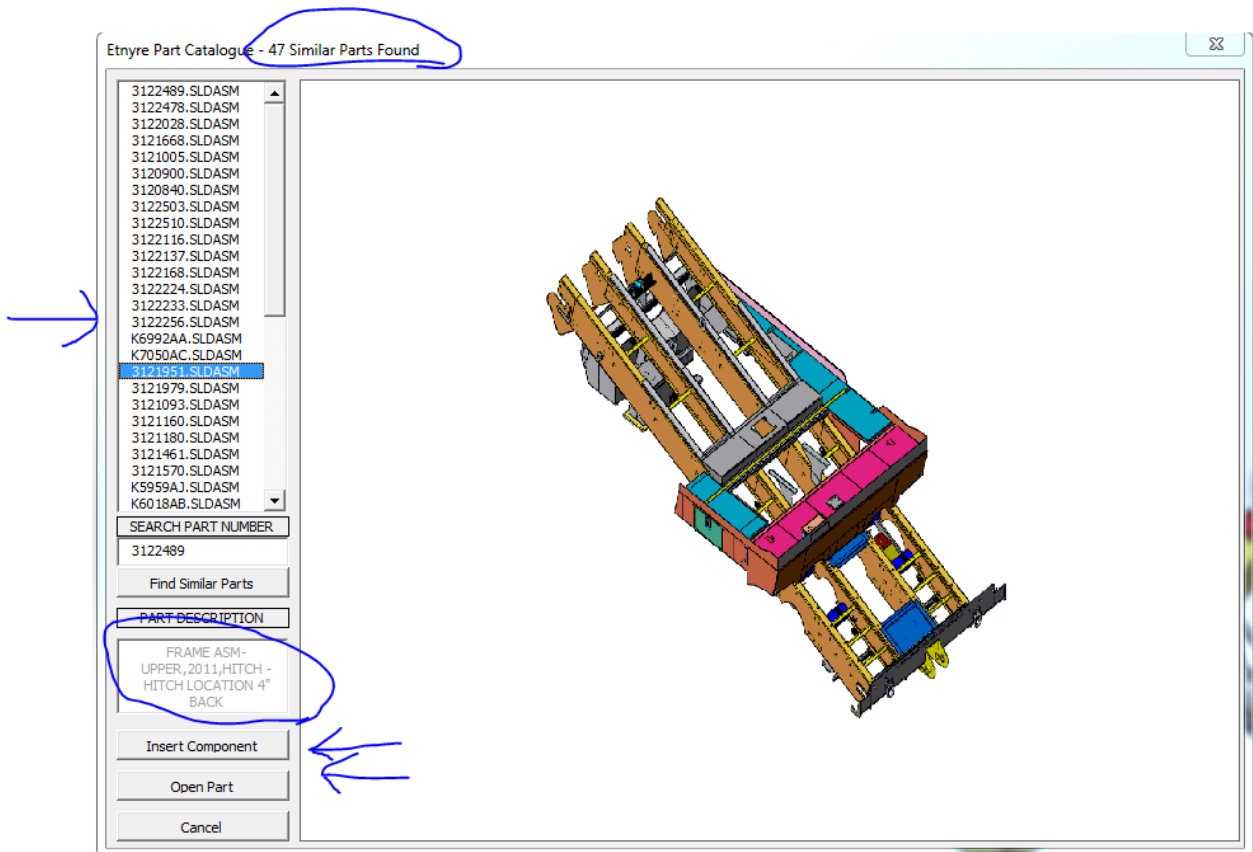 Etnyre Part Catalogue - 47 Similar Parts Found
3122489.SLDASM
3122478.SLDASM
3122028.SLDASM
3121668.SLDASM
3121005.SLDASM
3120900.SLDASM
3120840.SLDASM
3122503.SLDASM
3122510.SLDASM
3122116.SLDASM
3122137.SLDASM
3122168.SLDASM
3122224.SLDASM
3122233.SLDASM
3122256.SLDASM
K6992AA.SLDASM
K7050AC.SLDASM
3121951.SLDASM
3121979.SLDASM
3121093.SLDASM
3121160.SLDASM
3121180.SLDASM
3121461.SLDASM
3121570.SLDASM
K5959AJ.SLDASM
K6018AB.SLDASM
SEARCH PART NUMBER
3122489
Find Similar Parts
PART DESCRIPTION
FRAME ASM-
UPPER,2011,HITCH -
HITCH LOCATION 4"
BACK
Insert Component
Open Part
Cancel